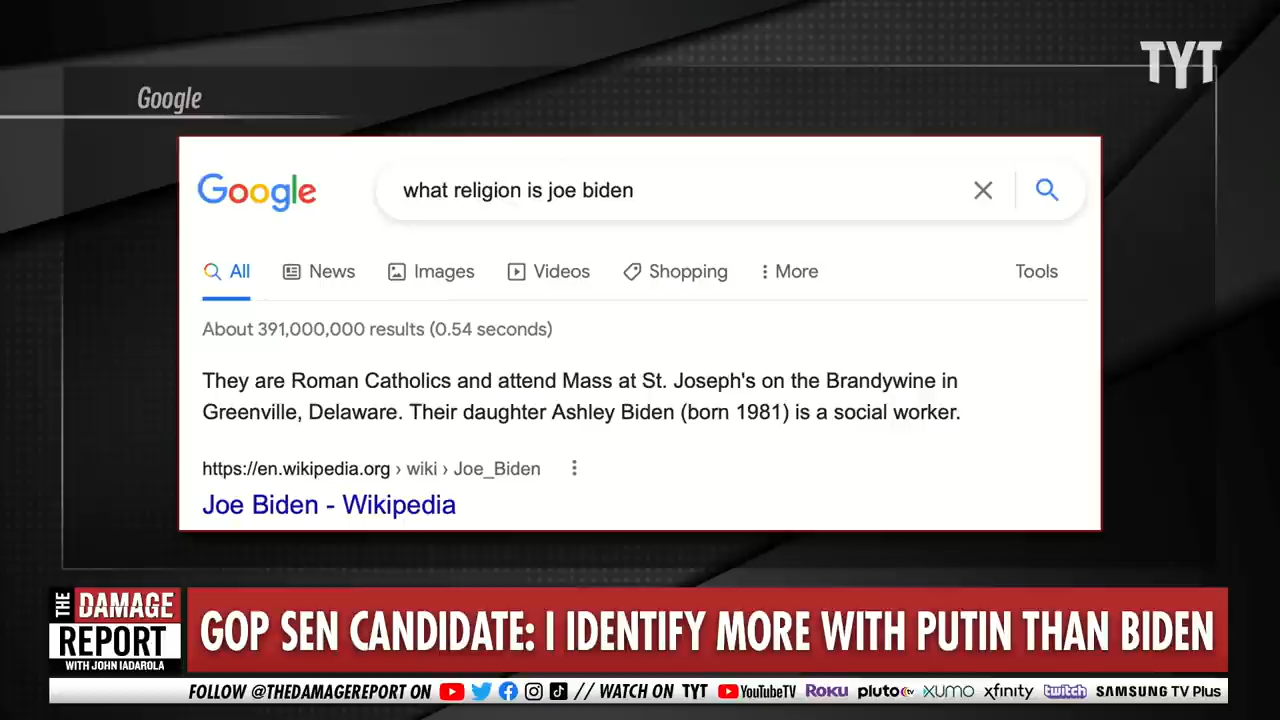 TYT
Google
Google
what religion is joe biden
All News Images Videos Shopping More Tools
About 391,000,000 results (0.54 seconds)
They are Roman Catholics and attend Mass at St. Joseph's on the Brandywine in
Greenville, Delaware. Their daughter Ashley Biden (born 1981) is a social worker.
https://en.wikipedia.org › wiki › Joe_Biden
Joe Biden - Wikipedia
THE DAMAGE
REPORT
WITH JOHN IADAROLA
GOP SEN CANDIDATE: I IDENTIFY MORE WITH PUTIN THAN BIDEN
FOLLOW @THEDAMAGEREPORT ON // WATCH ON TYT YouTubeTV ROKU pluto tv XUMO xfinity twitch SAMSUNG TV Plus